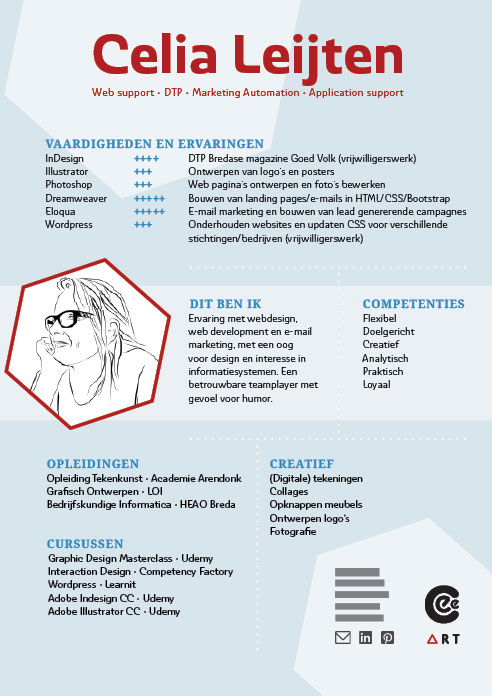 Celia Leijten
Web support • DTP • Marketing Automation • Application support
VAARDIGHEDEN EN ERVARINGEN
InDesign ++++ DTP Bredase magazine Goed Volk (vrijwilligerswerk)
Illustrator +++ Ontwerpen van logo's en posters
Photoshop +++ Web pagina's ontwerpen en foto's bewerken
Dreamweaver +++++ Bouwen van landing pages/e-mails in HTML/CSS/Bootstrap
Eloqua +++++ E-mail marketing en bouwen van lead genererende campagnes
Wordpress +++ Onderhouden websites en updaten CSS voor verschillende
stichtingen/bedrijven (vrijwilligerswerk)
DIT BEN IK
Ervaring met webdesign,
web development en e-mail
marketing, met een oog
voor design en interesse in
informatiesystemen. Een
betrouwbare teamplayer met
gevoel voor humor.
COMPETENTIES
Flexibel
Doelgericht
Creatief
Analytisch
Praktisch
Loyaal
OPLEIDINGEN
Opleiding Tekenkunst • Academie Arendonk
Grafisch Ontwerpen • LOI
Bedrijfskundige Informatica • HEAO Breda
CREATIEF
(Digitale) tekeningen
Collages
Opknappen meubels
Ontwerpen logo's
Fotografie
CURSUSSEN
Graphic Design Masterclass • Udemy
Interaction Design • Competency Factory
Wordpress • Learnit
Adobe Indesign CC • Udemy
Adobe Illustrator CC • Udemy
in
ART